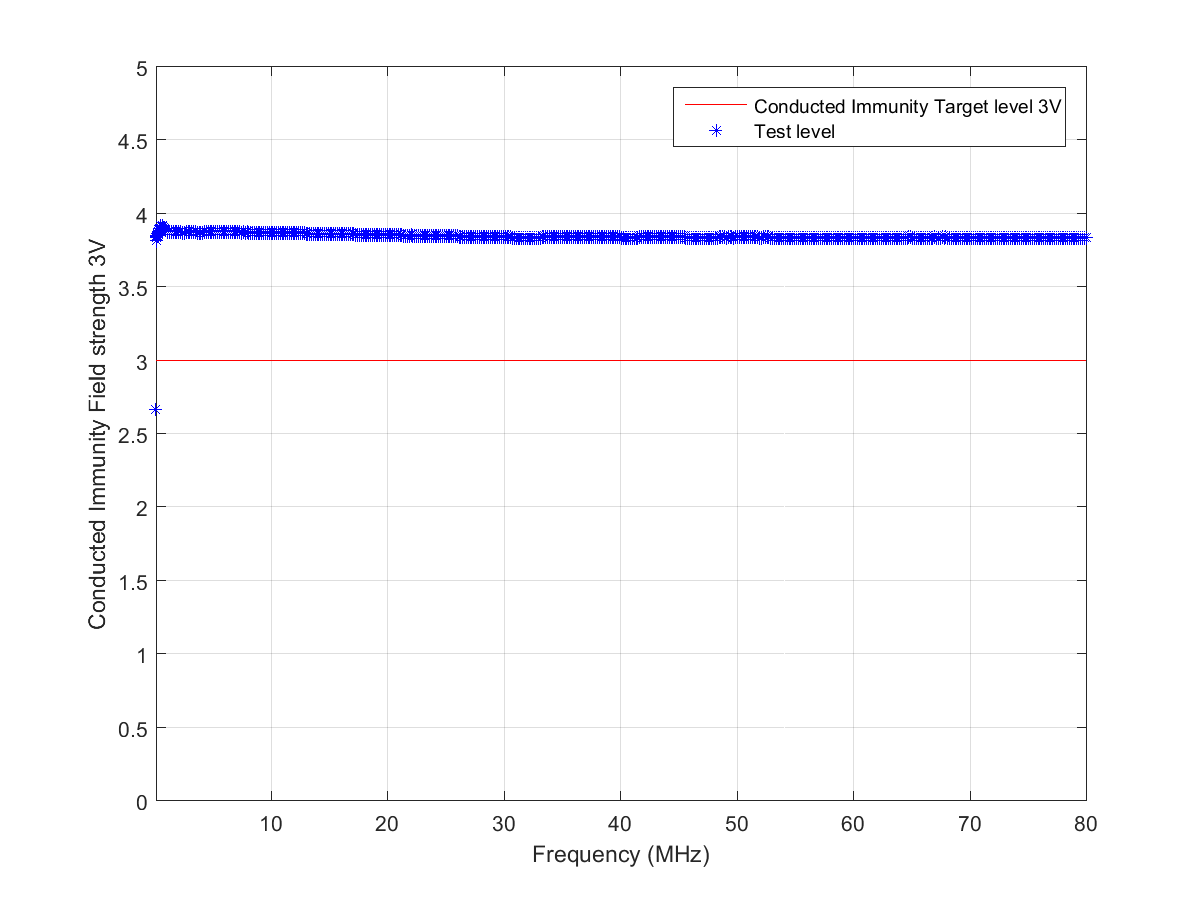 Conducted Immunity Target level 3V
Test level
5
4.5
4
3.5
3
2.5
2
1.5
1
0.5
0
Conducted Immunity Field strength 3V
10 20 30 40 50 60 70 80
Frequency (MHz)